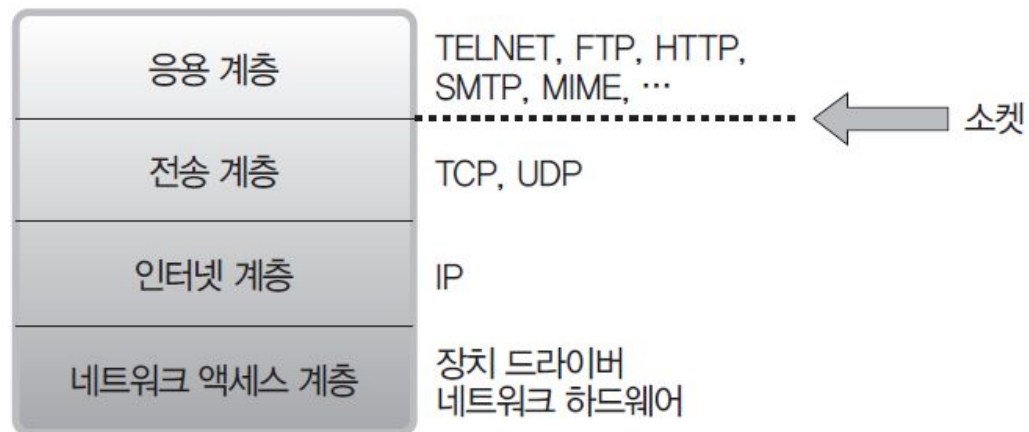 응용 계층
TELNET, FTP, HTTP,
SMTP, MIME, …
소켓
전송 계층
TCP, UDP
인터넷 계층
IP
네트워크 액세스 계층
장치 드라이버
네트워크 하드웨어